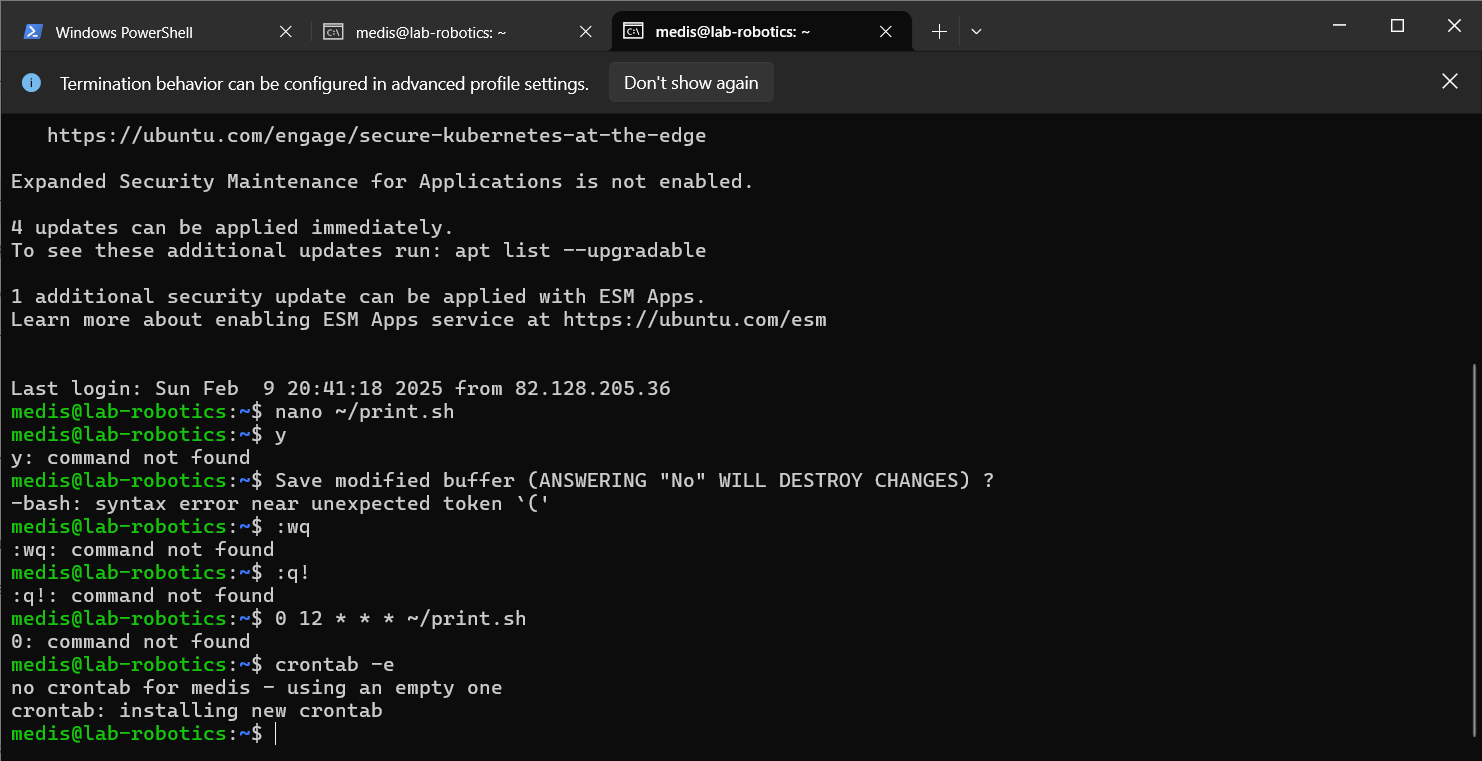 Windows PowerShell
medis@lab-robotics: ~
medis@lab-robotics: ~
Termination behavior can be configured in advanced profile settings.
Don't show again
https://ubuntu.com/engage/secure-kubernetes-at-the-edge
Expanded Security Maintenance for Applications is not enabled.
4 updates can be applied immediately.
To see these additional updates run: apt list --upgradable
1 additional security update can be applied with ESM Apps.
Learn more about enabling ESM Apps service at https://ubuntu.com/esm
Last login: Sun Feb  9 20:41:18 2025 from 82.128.205.36
medis@lab-robotics:~$ nano ~/print.sh
medis@lab-robotics:~$ y
y: command not found
medis@lab-robotics:~$ Save modified buffer (ANSWERING "No" WILL DESTROY CHANGES) ?
-bash: syntax error near unexpected token `('
medis@lab-robotics:~$ :wq
:wq: command not found
medis@lab-robotics:~$ :q!
:q!: command not found
medis@lab-robotics:~$ 0 12 * * * ~/print.sh
0: command not found
medis@lab-robotics:~$ crontab -e
no crontab for medis - using an empty one
crontab: installing new crontab
medis@lab-robotics:~$